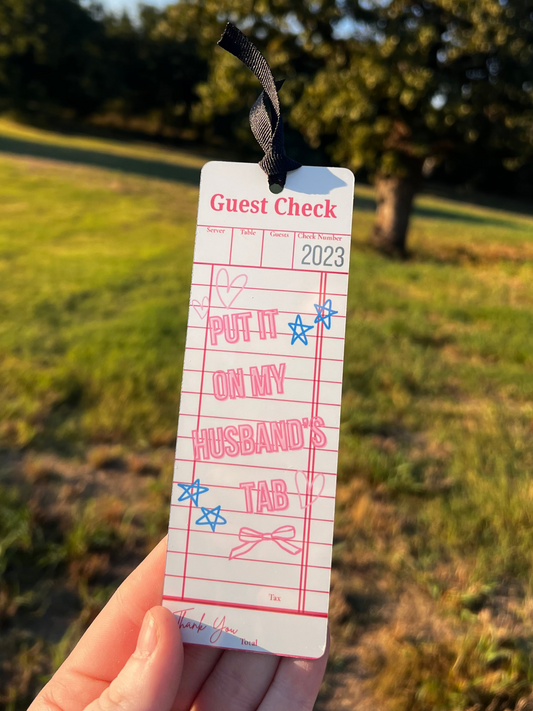 Guest Check
Server Table Guests Check Number
2023
PUT IT
ON MY
HUSBAND'S
TAB
Tax
Thank You
Total